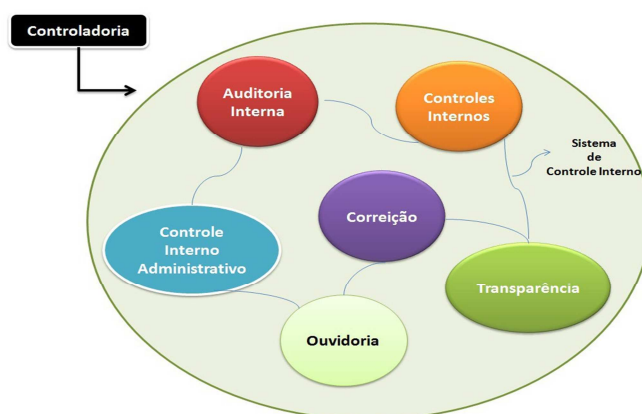 Controladoria
Auditoria
Interna
Controles
Internos
Sistema
de
Controle Interno
Correição
Controle
Interno
Administrativo
Transparência
Ouvidoria